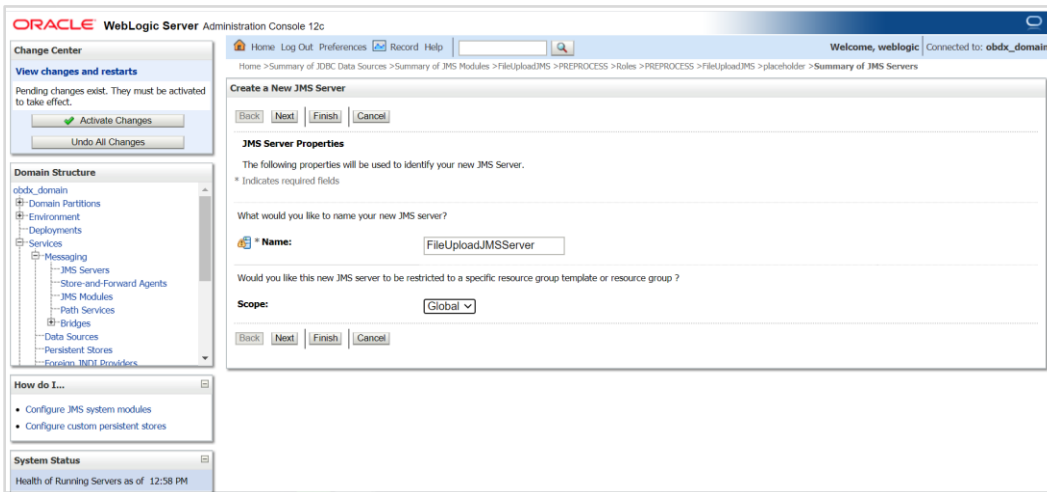 ORACLE WebLogic Server Administration Console 12c
Change Center
View changes and restarts
Pending changes exist. They must be activated
to take effect.
Activate Changes
Undo All Changes
Domain Structure
obdx_domain
Domain Partitions
Environment
Deployments
Services
Messaging
JMS Servers
Store-and-Forward Agents
JMS Modules
Path Services
Bridges
Data Sources
Persistent Stores
Foreign JNDI Providers
How do I...
Configure JMS system modules
Configure custom persistent stores
System Status
Health of Running Servers as of 12:58 PM
Home Log Out Preferences Record Help
Welcome, weblogic Connected to: obdx_domain
Home >Summary of JDBC Data Sources >Summary of JMS Modules >FileUploadJMS >PREPROCESS >Roles >PREPROCESS >FileUploadJMS >placeholder >Summary of JMS Servers
Create a New JMS Server
Back Next Finish Cancel
JMS Server Properties
The following properties will be used to identify your new JMS Server.
* Indicates required fields
What would you like to name your new JMS server?
* Name: FileUploadJMSServer
Would you like this new JMS server to be restricted to a specific resource group template or resource group ?
Scope: Global
Back Next Finish Cancel